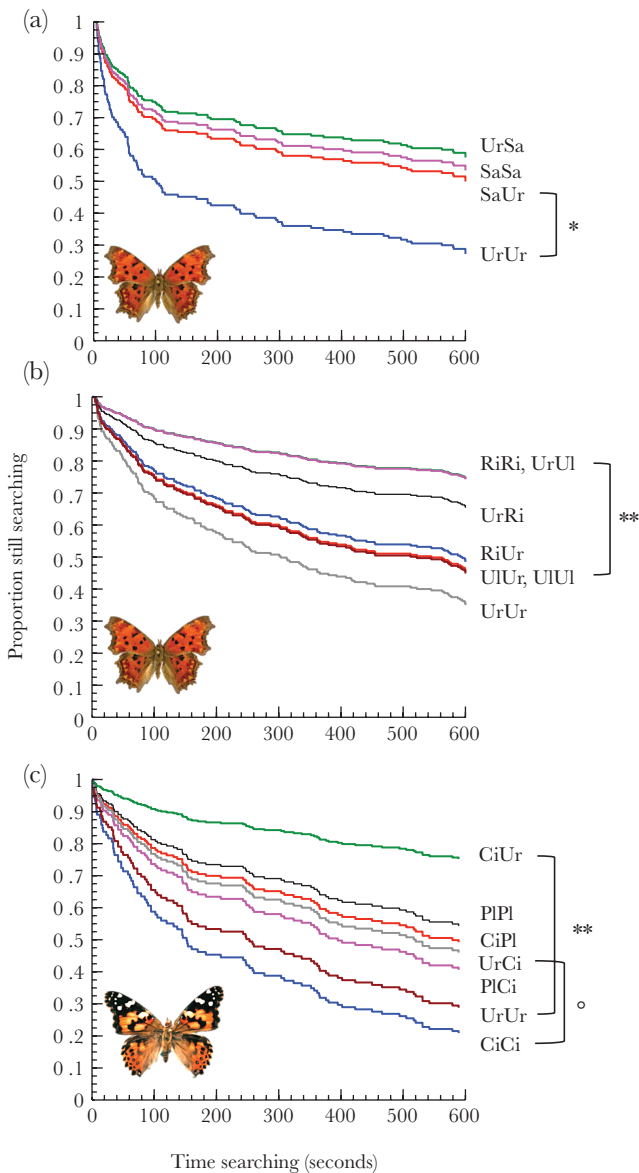 (a)
1
0.9
0.8
0.7
0.6
0.5
0.4
0.3
0.2
0.1
0
0 100 200 300 400 500 600
UrSa
SaSa
SaUr
UrUr
*
(b)
1
0.9
0.8
0.7
0.6
0.5
0.4
0.3
0.2
0.1
0
0 100 200 300 400 500 600
RiRi, UrUl
UrRi
RiUr
UlUr, UlUl
UrUr
**
Proportion still searching
(c)
1
0.9
0.8
0.7
0.6
0.5
0.4
0.3
0.2
0.1
0
0 100 200 300 400 500 600
CiUr
PlPl
CiPl
UrCi
PlCi
UrUr
CiCi
**
°
Time searching (seconds)